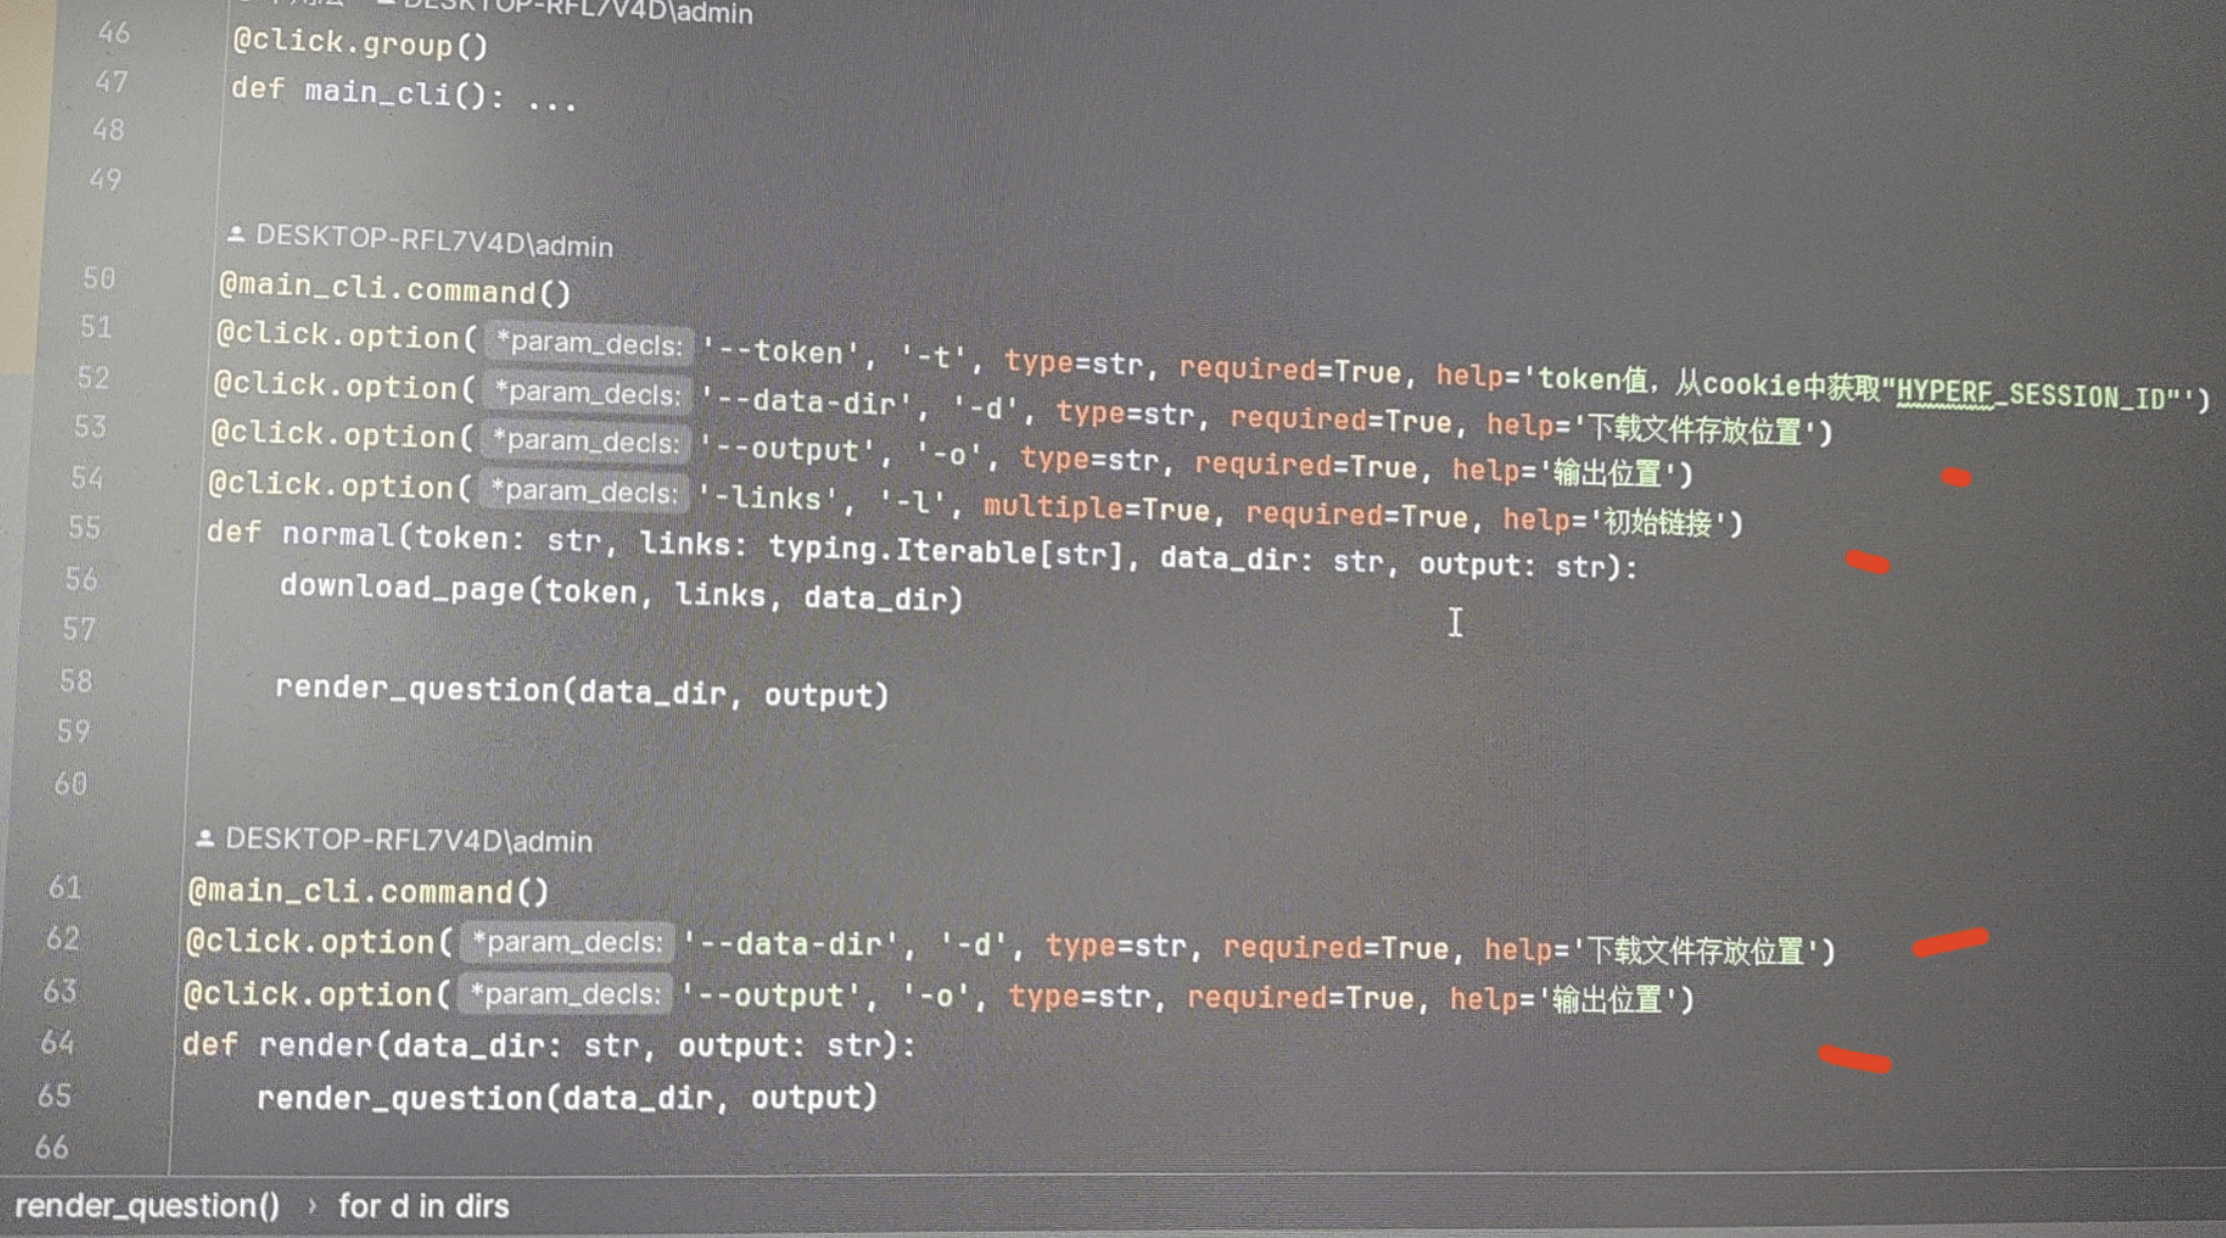 DESKTOP-RFL7V4D\admin
46 @click.group()
47 def main_cli(): ...
48
49
DESKTOP-RFL7V4D\admin
50 @main_cli.command()
51 @click.option( *param_decls: '--token', '-t', type=str, required=True, help='token值，从cookie中获取"HYPERF_SESSION_ID"')
52 @click.option( *param_decls: '--data-dir', '-d', type=str, required=True, help='下载文件存放位置')
53 @click.option( *param_decls: '--output', '-o', type=str, required=True, help='输出位置')
54 @click.option( *param_decls: '-links', '-l', multiple=True, required=True, help='初始链接')
55 def normal(token: str, links: typing.Iterable[str], data_dir: str, output: str):
56 download_page(token, links, data_dir)
57
58 render_question(data_dir, output)
59
60
DESKTOP-RFL7V4D\admin
61 @main_cli.command()
62 @click.option( *param_decls: '--data-dir', '-d', type=str, required=True, help='下载文件存放位置')
63 @click.option( *param_decls: '--output', '-o', type=str, required=True, help='输出位置')
64 def render(data_dir: str, output: str):
65 render_question(data_dir, output)
66
render_question() › for d in dirs